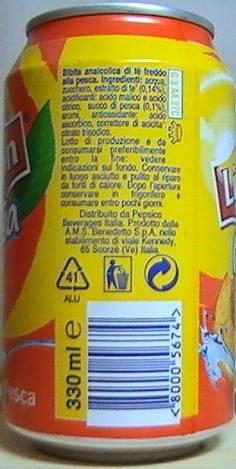 Bibita analcolica di tè freddo
alla pesca. Ingredienti: acqua,
zucchero, estratto di te' (0,14%),
acidificanti: acido malico e acido
citrico, succo di pesca (0,1%),
aromi, antiossidante: acido
ascorbico, correttore di acidita':
citrato trisodico.
Lotto di produzione e da
consumarsi preferibilmente
entro la fine: vedere
indicazioni sul fondo. Conservare
in luogo asciutto e pulito al riparo
da fonti di calore. Dopo l'apertura
conservare in frigorifero e
consumare entro pochi giorni.
Distribuito da Pepsico
Beverages Italia. Prodotto dalla
A.M.S. Benedetto S.p.A. nello
stabilimento di viale Kennedy,
65 Scorzè (Ve) Italia.
41
ALU
330 ml e
<8000 5674>
esca